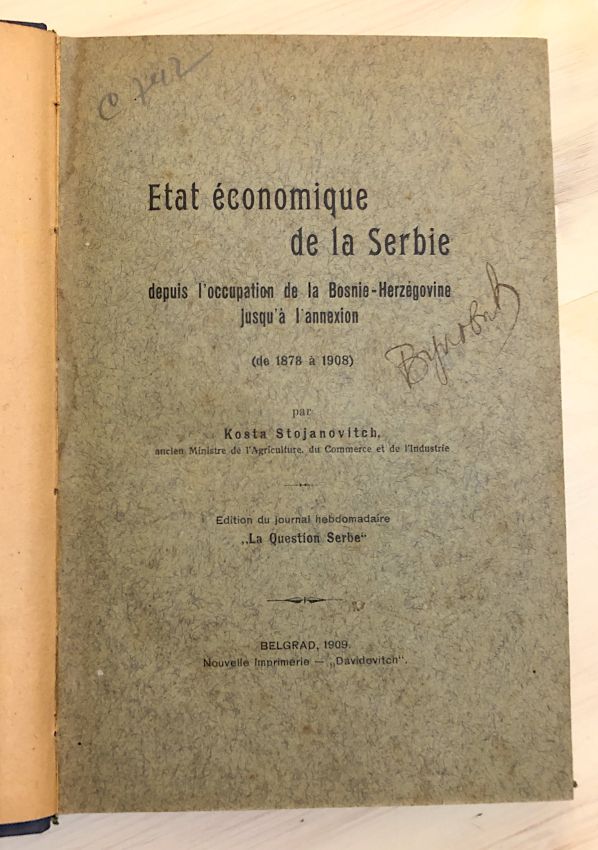 C 742
Etat économique
de la Serbie
depuis l'occupation de la Bosnie-Herzégovine
jusqu'à l'annexion
(de 1878 à 1908)
par
Kosta Stojanovitch,
ancien Ministre de l'Agriculture, du Commerce et de l'Industrie
Edition du journal hebdomadaire
„La Question Serbe“
BELGRAD, 1909.
Nouvelle Imprimerie — „Davidovitch“.